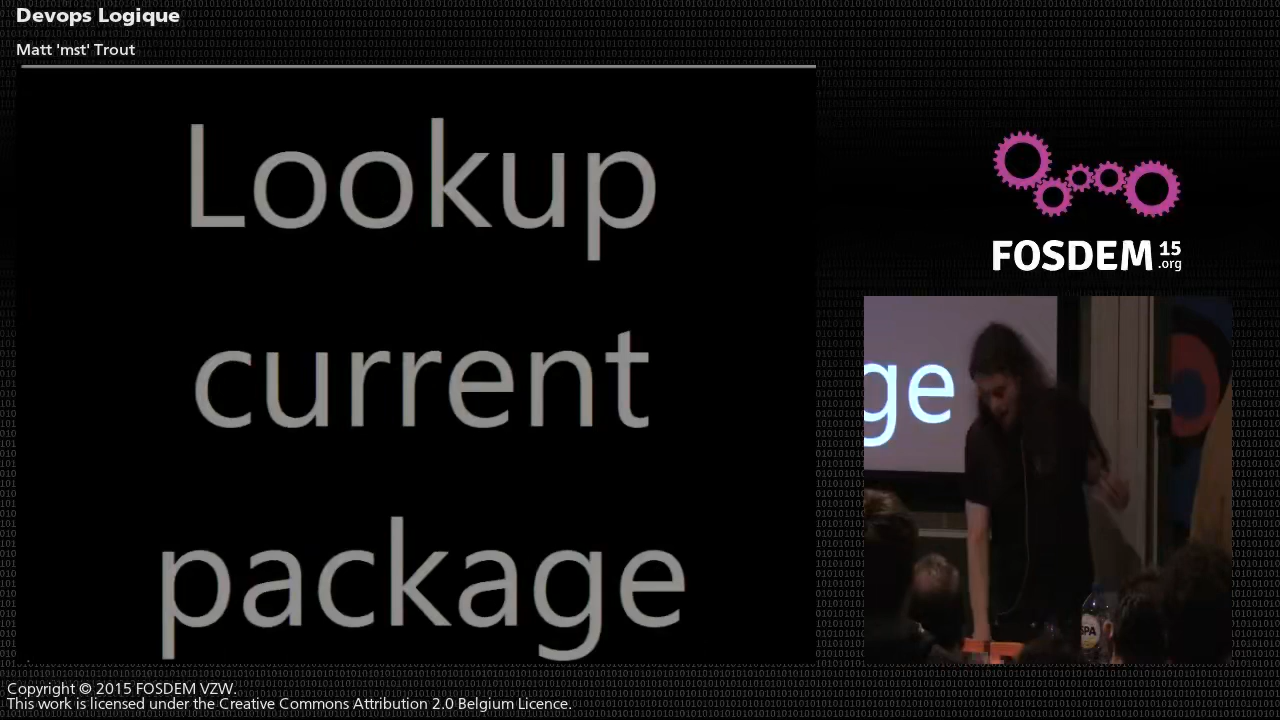 Devops Logique
Matt 'mst' Trout
Lookup
current
package
FOSDEM 15
.org
ge
SPA
Copyright © 2015 FOSDEM VZW.
This work is licensed under the Creative Commons Attribution 2.0 Belgium Licence.